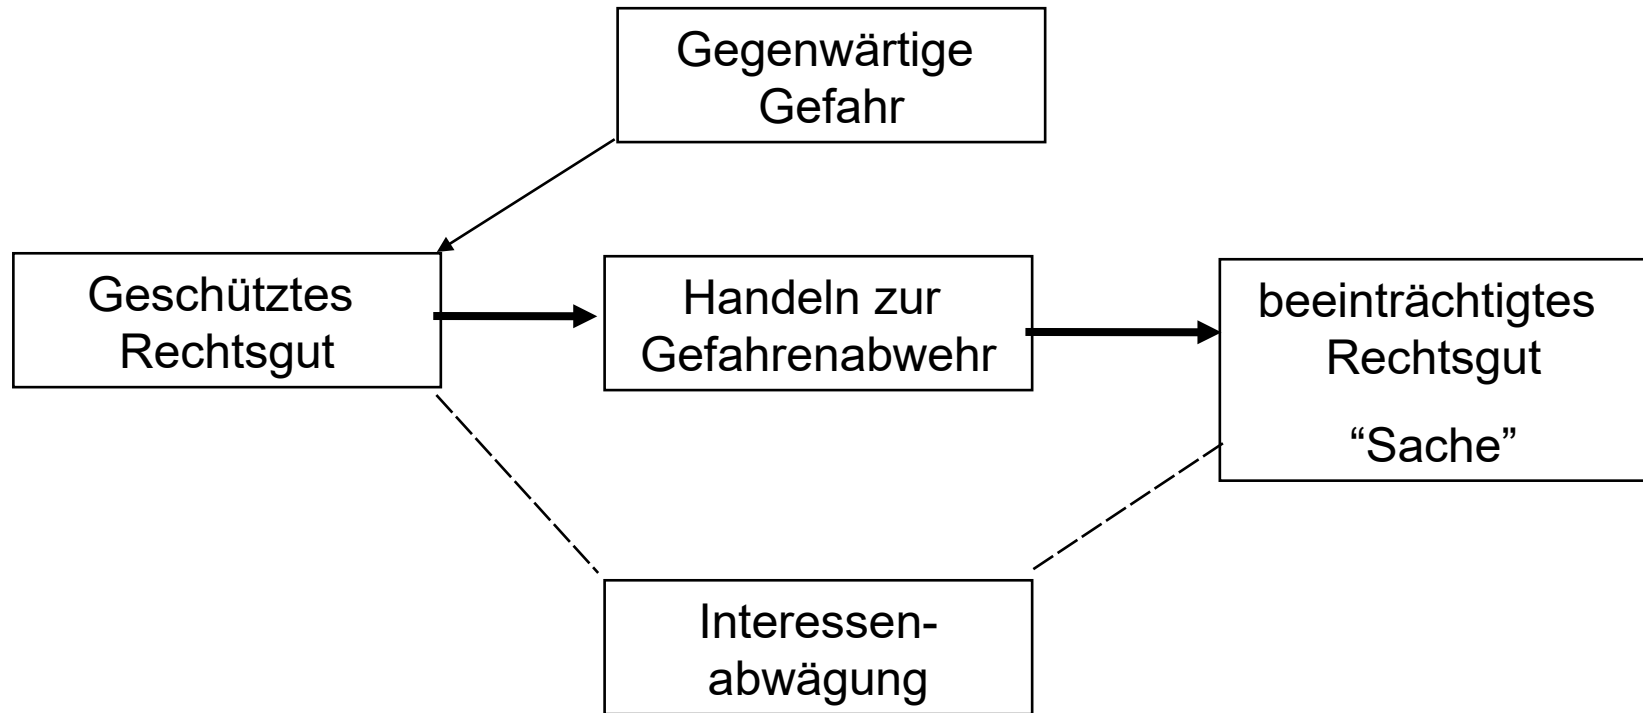 Gegenwärtige
Gefahr
Geschütztes
Rechtsgut
Handeln zur
Gefahrenabwehr
beeinträchtigtes
Rechtsgut
“Sache”
Interessen-
abwägung